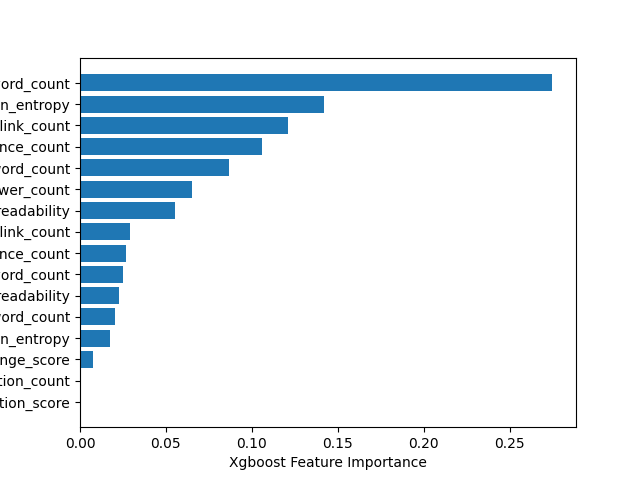 ord_count
n_entropy
link_count
nce_count
ord_count
wer_count
readability
link_count
nce_count
ord_count
readability
word_count
n_entropy
nge_score
tion_count
tion_score
0.00 0.05 0.10 0.15 0.20 0.25
Xgboost Feature Importance